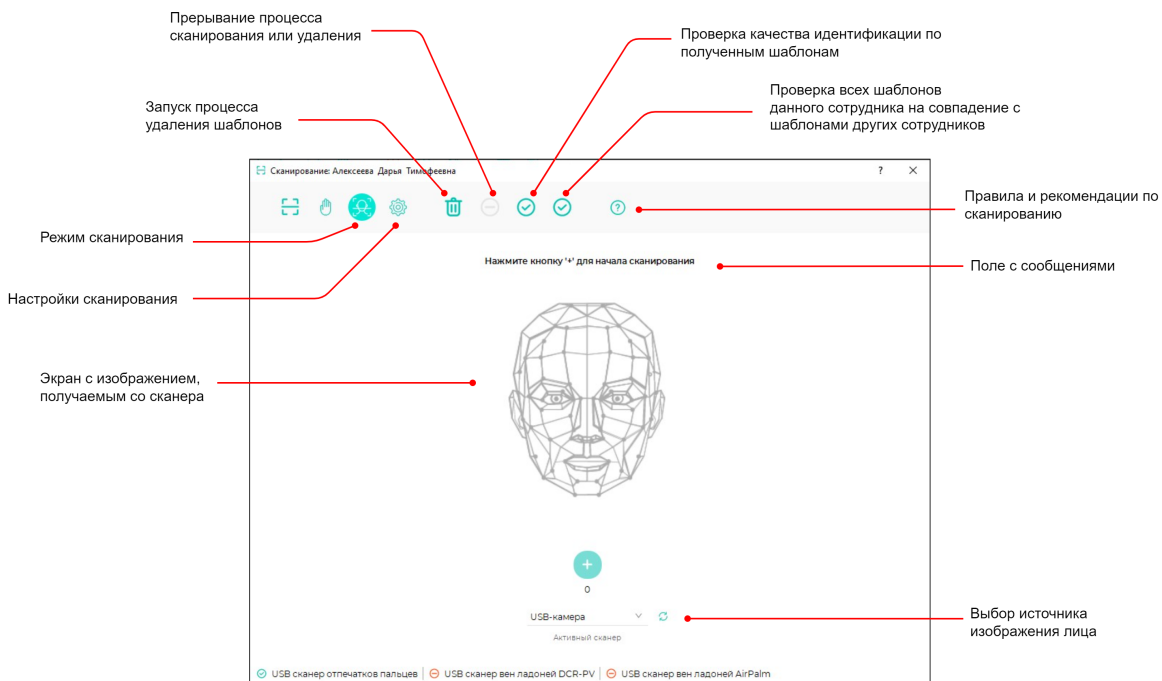 Прерывание процесса
сканирования или удаления
Проверка качества идентификации по
полученным шаблонам
Проверка всех шаблонов
данного сотрудника на совпадение с
шаблонами других сотрудников
Запуск процесса
удаления шаблонов
Сканирование: Алексеева Дарья Тимофеевна
?
Правила и рекомендации по
сканированию
Режим сканирования
Нажмите кнопку '+' для начала сканирования
Поле с сообщениями
Настройки сканирования
Экран с изображением,
получаемым со сканера
+
0
USB-камера
Активный сканер
Выбор источника
изображения лица
USB сканер отпечатков пальцев
USB сканер вен ладоней DCR-PV
USB сканер вен ладоней AirPalm